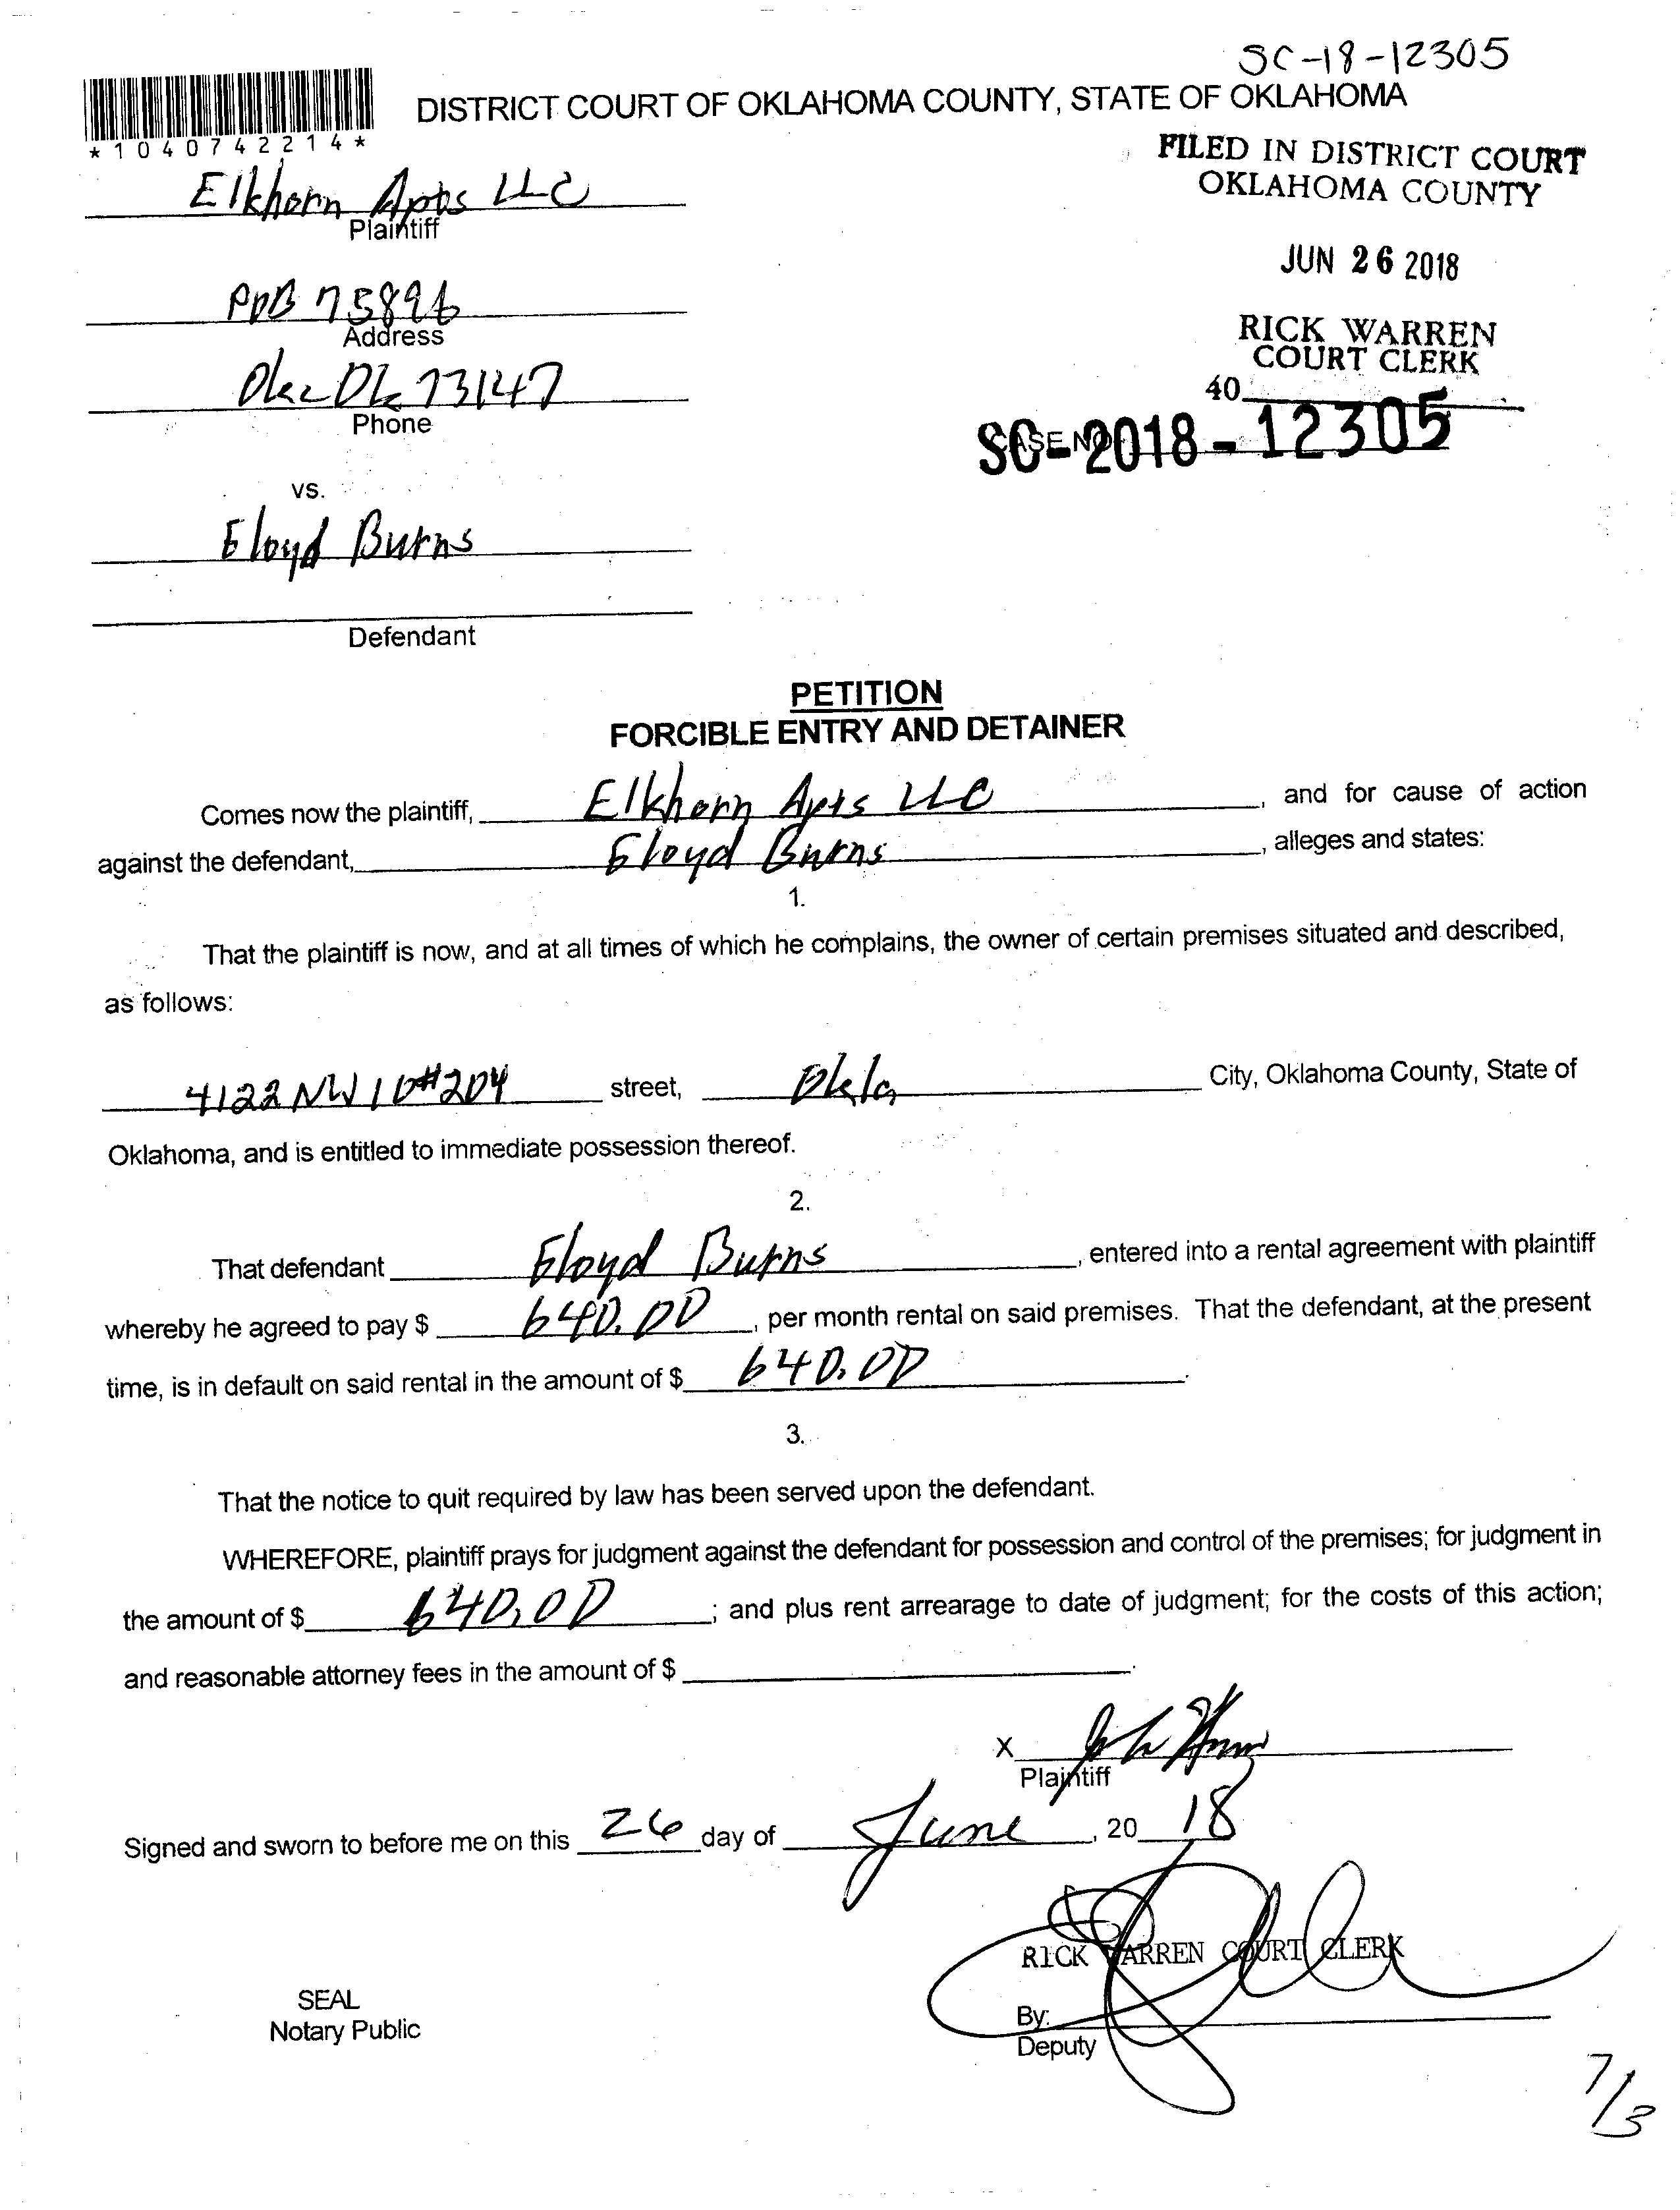 SC-18-12305
DISTRICT COURT OF OKLAHOMA COUNTY, STATE OF OKLAHOMA
*1040742214*
FILED IN DISTRICT COURT
OKLAHOMA COUNTY
Elkhorn Apts LLC
Plaintiff
JUN 26 2018
POB 75896
Address
RICK WARREN
COURT CLERK
40
Okc Ok 73147
Phone
CASE NO.
SC-2018-12305
vs.
Floyd Burns
Defendant
PETITION
FORCIBLE ENTRY AND DETAINER
Comes now the plaintiff, Elkhorn Apts LLC, and for cause of action
against the defendant, Floyd Burns, alleges and states:
1.
That the plaintiff is now, and at all times of which he complains, the owner of certain premises situated and described,
as follows:
4122 NW 10 #204 street, Okla City, Oklahoma County, State of
Oklahoma, and is entitled to immediate possession thereof.
2.
That defendant Floyd Burns, entered into a rental agreement with plaintiff
whereby he agreed to pay $ 640.00, per month rental on said premises. That the defendant, at the present
time, is in default on said rental in the amount of $ 640.00.
3.
That the notice to quit required by law has been served upon the defendant.
WHEREFORE, plaintiff prays for judgment against the defendant for possession and control of the premises; for judgment in
the amount of $ 640.00; and plus rent arrearage to date of judgment; for the costs of this action;
and reasonable attorney fees in the amount of $ .
X
Plaintiff
Signed and sworn to before me on this 26 day of June, 20 18
RICK WARREN COURT CLERK
SEAL
Notary Public
By:
Deputy
7/3